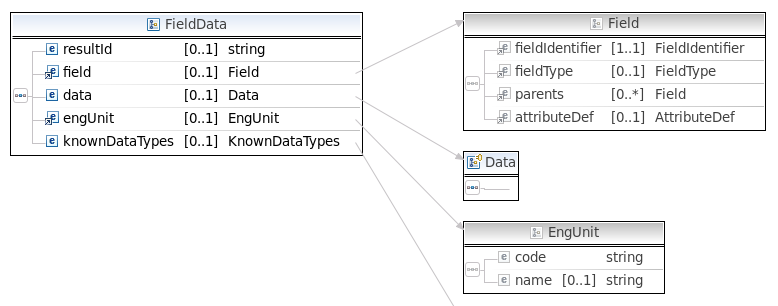 FieldData
resultId [0..1] string
field [0..1] Field
data [0..1] Data
engUnit [0..1] EngUnit
knownDataTypes [0..1] KnownDataTypes
Field
fieldIdentifier [1..1] FieldIdentifier
fieldType [0..1] FieldType
parents [0..*] Field
attributeDef [0..1] AttributeDef
Data
EngUnit
code string
name [0..1] string